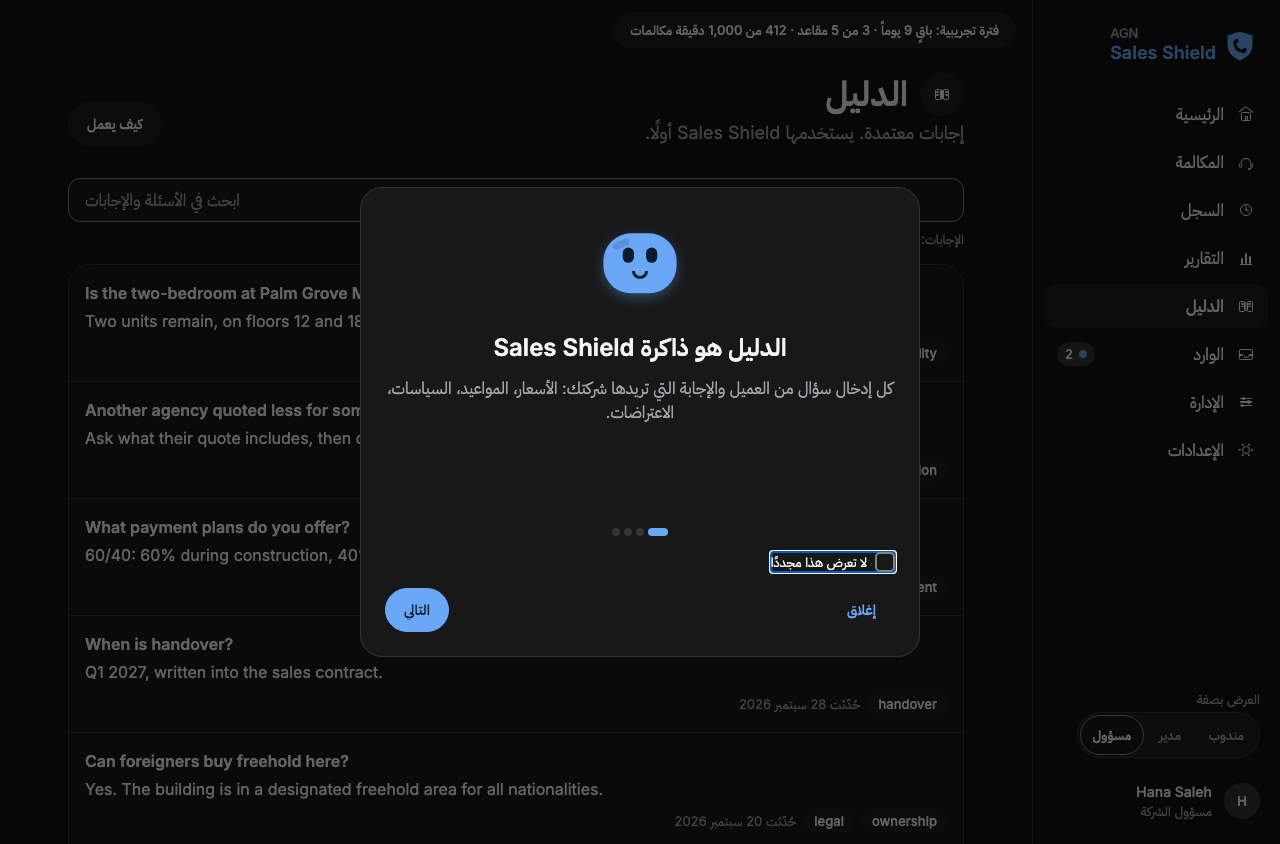 AGN
Sales Shield
الرئيسية
المكالمة
السجل
التقارير
الدليل
الوارد
2
الإدارة
الإعدادات
العرض بصفة
مندوب
مدير
مسؤول
Hana Saleh
مسؤول الشركة
H
فترة تجريبية: باقٍ 9 يوماً · 3 من 5 مقاعد · 412 من 1,000 دقيقة مكالمات
الدليل
إجابات معتمدة. يستخدمها Sales Shield أولًا.
كيف يعمل
ابحث في الأسئلة والإجابات
الإجابات:
Is the two-bedroom at Palm Grove
Two units remain, on floors 12 and 18
Another agency quoted less for
Ask what their quote includes, then
What payment plans do you offer?
60/40: 60% during construction,
When is handover?
Q1 2027, written into the sales contract.
handover
حُدّثت 28 سبتمبر 2026
Can foreigners buy freehold here?
Yes. The building is in a designated freehold area for all nationalities.
ownership
legal
حُدّثت 20 سبتمبر 2026
الدليل هو ذاكرة Sales Shield
كل إدخال سؤال من العميل والإجابة التي تريدها شركتك: الأسعار، المواعيد، السياسات،
الاعتراضات.
لا تعرض هذا مجددًا
إغلاق
التالي